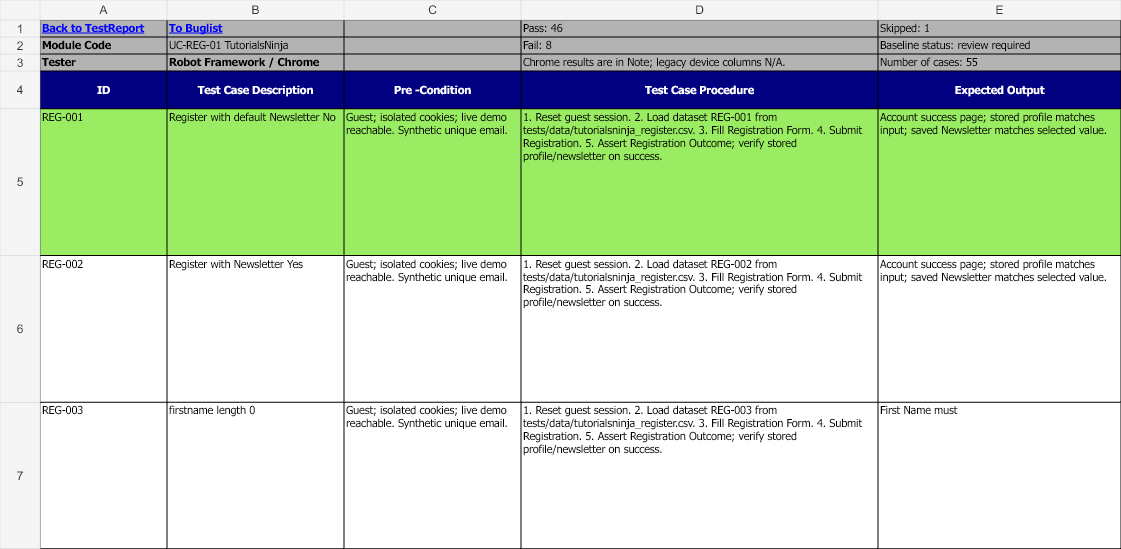 A B C D E
1 Back to TestReport To Buglist Pass: 46 Skipped: 1
2 Module Code UC-REG-01 TutorialsNinja Fail: 8 Baseline status: review required
3 Tester Robot Framework / Chrome Chrome results are in Note; legacy device columns N/A. Number of cases: 55
4 ID Test Case Description Pre -Condition Test Case Procedure Expected Output
REG-001 Register with default Newsletter No Guest; isolated cookies; live demo 1. Reset guest session. 2. Load dataset REG-001 from Account success page; stored profile matches
reachable. Synthetic unique email. tests/data/tutorialsninja_register.csv. 3. Fill Registration Form. 4. Submit input; saved Newsletter matches selected value.
Registration. 5. Assert Registration Outcome; verify stored
profile/newsletter on success.
5
REG-002 Register with Newsletter Yes Guest; isolated cookies; live demo 1. Reset guest session. 2. Load dataset REG-002 from Account success page; stored profile matches
reachable. Synthetic unique email. tests/data/tutorialsninja_register.csv. 3. Fill Registration Form. 4. Submit input; saved Newsletter matches selected value.
Registration. 5. Assert Registration Outcome; verify stored
profile/newsletter on success.
6
REG-003 firstname length 0 Guest; isolated cookies; live demo 1. Reset guest session. 2. Load dataset REG-003 from First Name must
reachable. Synthetic unique email. tests/data/tutorialsninja_register.csv. 3. Fill Registration Form. 4. Submit
Registration. 5. Assert Registration Outcome; verify stored
profile/newsletter on success.
7